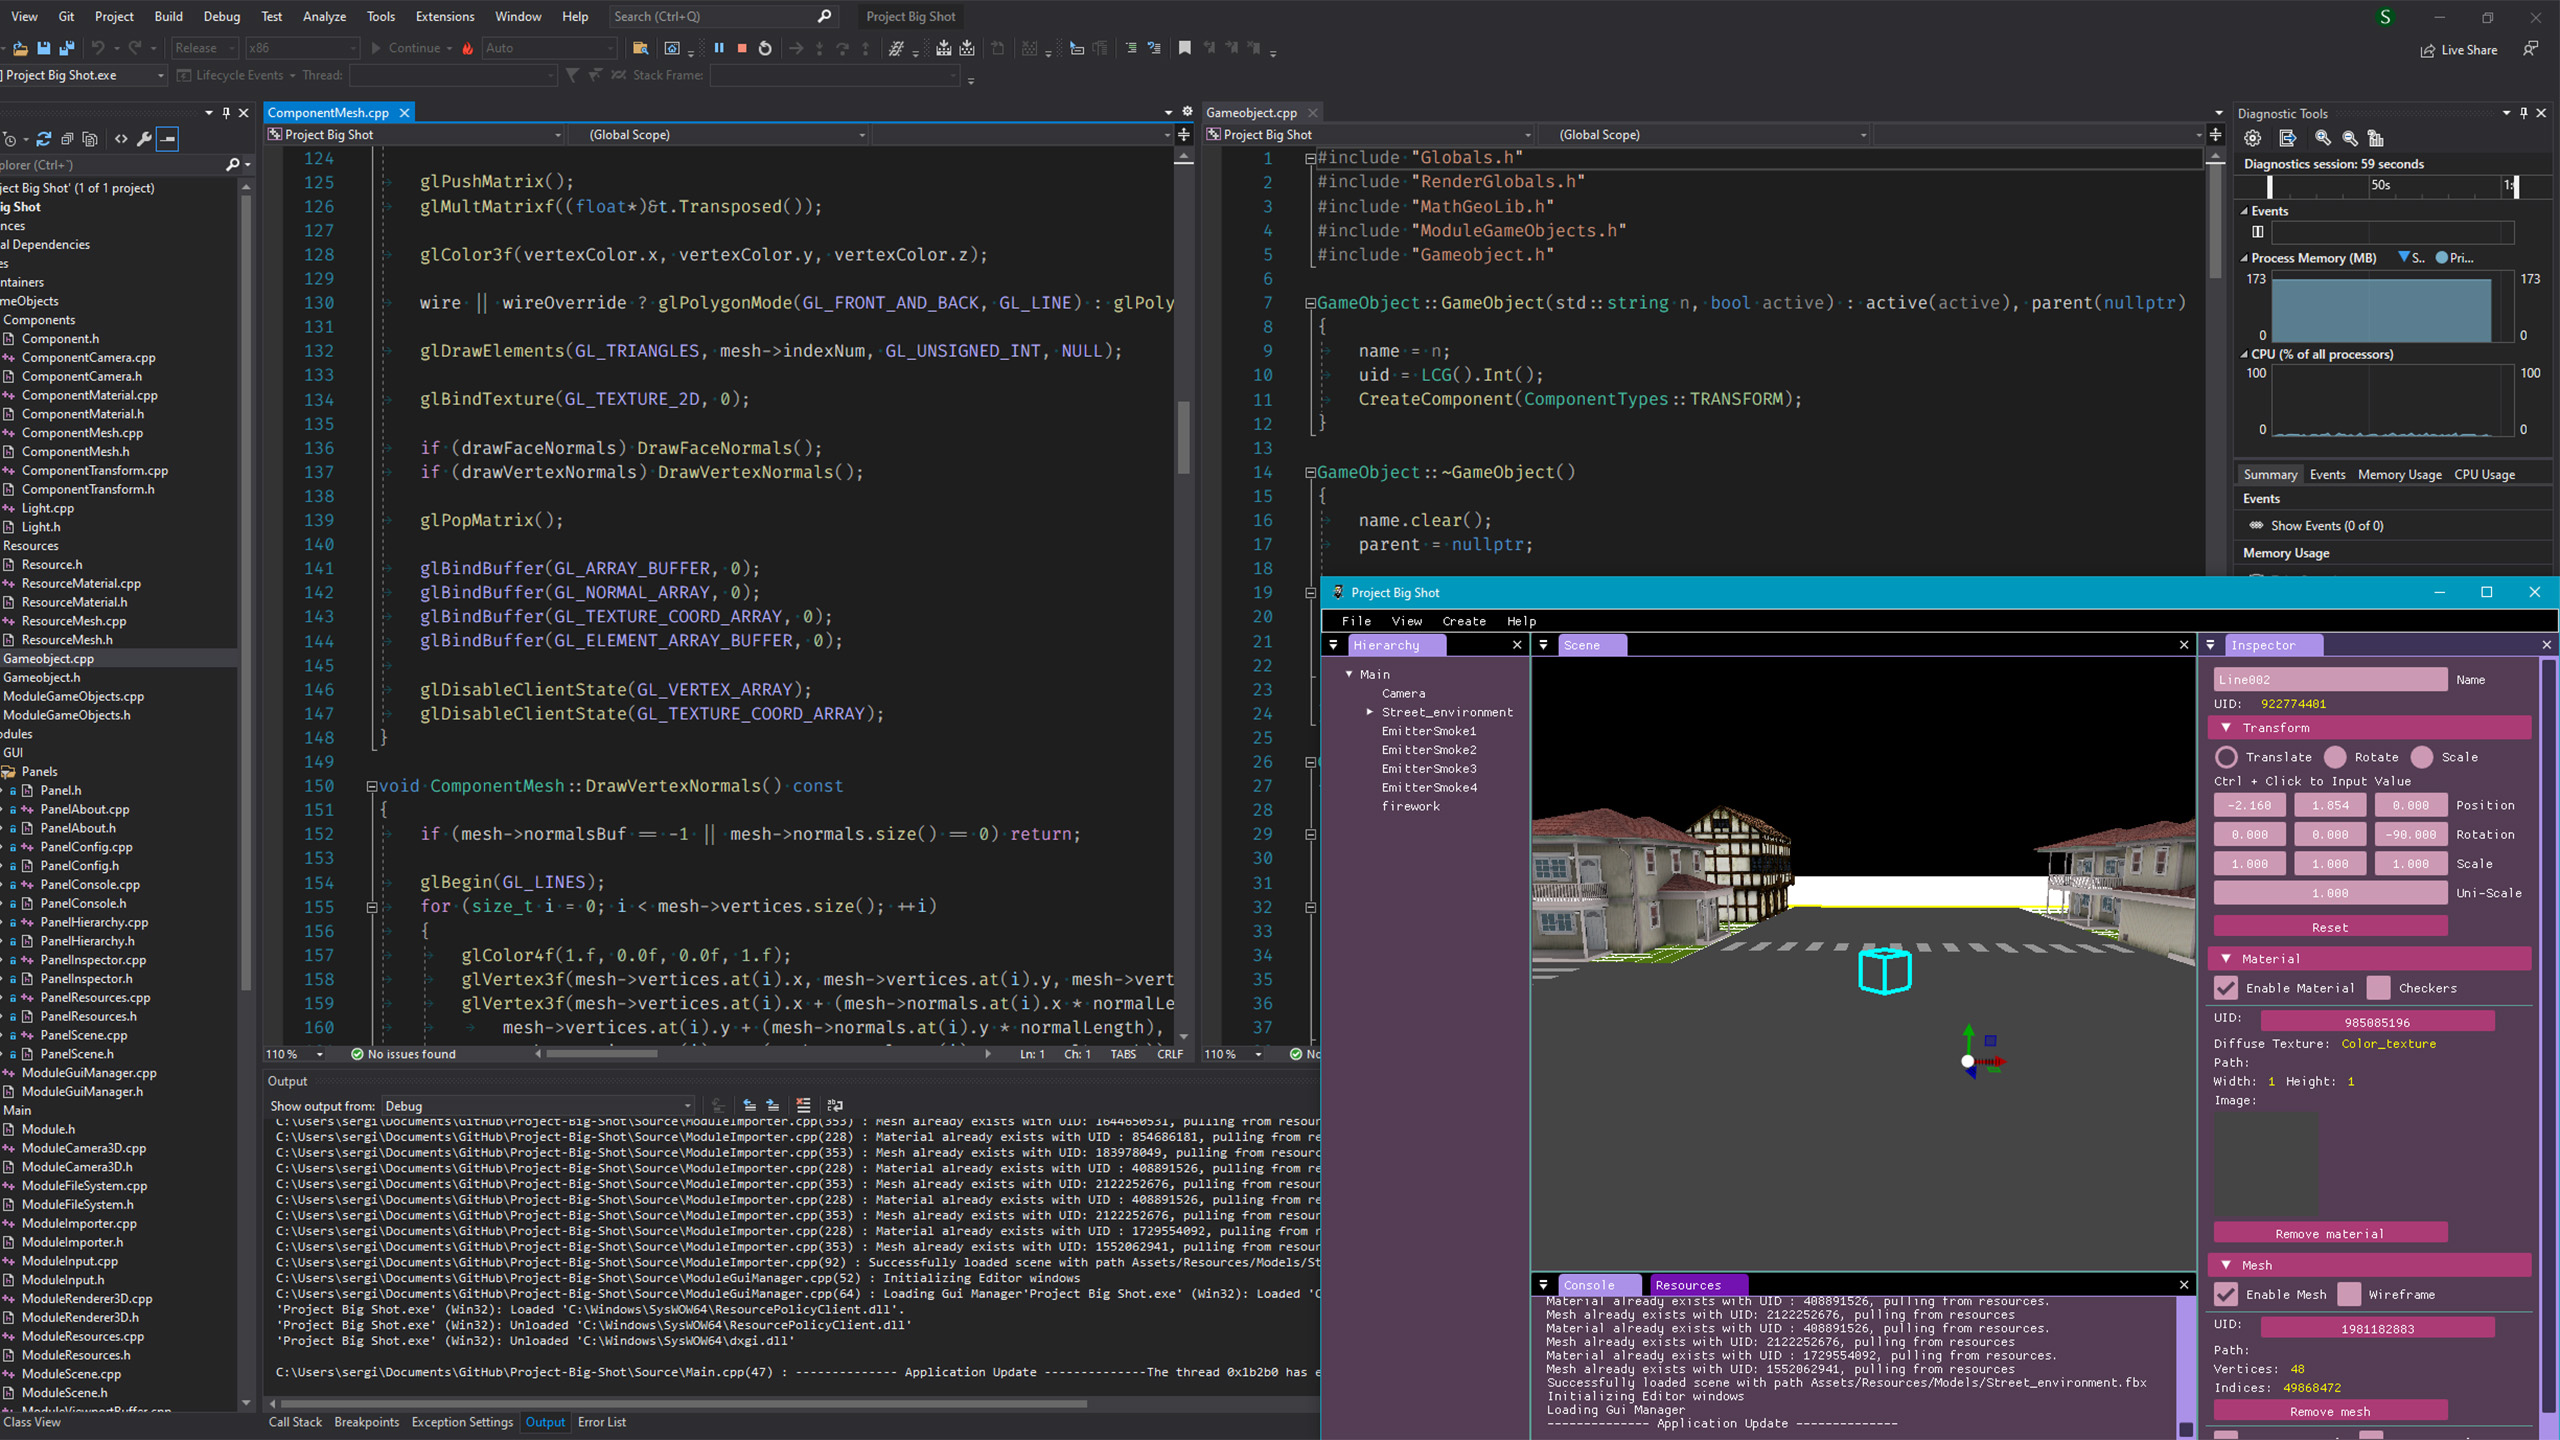 View Git Project Build Debug Test Analyze Tools Extensions Window Help Search (Ctrl+Q) Project Big Shot S
Release x86 Continue Auto Live Share
Project Big Shot.exe Lifecycle Events Thread: Stack Frame:
plorer (Ctrl+¨)
ject Big Shot' (1 of 1 project)
ig Shot
nces
al Dependencies
es
ntainers
meObjects
Components
Component.h
ComponentCamera.cpp
ComponentCamera.h
ComponentMaterial.cpp
ComponentMaterial.h
ComponentMesh.cpp
ComponentMesh.h
ComponentTransform.cpp
ComponentTransform.h
Light.cpp
Light.h
Resources
Resource.h
ResourceMaterial.cpp
ResourceMaterial.h
ResourceMesh.cpp
ResourceMesh.h
Gameobject.cpp
Gameobject.h
ModuleGameObjects.cpp
ModuleGameObjects.h
odules
GUI
Panels
Panel.h
PanelAbout.cpp
PanelAbout.h
PanelConfig.cpp
PanelConfig.h
PanelConsole.cpp
PanelConsole.h
PanelHierarchy.cpp
PanelHierarchy.h
PanelInspector.cpp
PanelInspector.h
PanelResources.cpp
PanelResources.h
PanelScene.cpp
PanelScene.h
ModuleGuiManager.cpp
ModuleGuiManager.h
Main
Module.h
ModuleCamera3D.cpp
ModuleCamera3D.h
ModuleFileSystem.cpp
ModuleFileSystem.h
ModuleImporter.cpp
ModuleImporter.h
ModuleInput.cpp
ModuleInput.h
ModuleRenderer3D.cpp
ModuleRenderer3D.h
ModuleResources.cpp
ModuleResources.h
ModuleScene.cpp
ModuleScene.h
ModuleViewportBuffer.cpp
Class View
ComponentMesh.cpp
Project Big Shot (Global Scope)
124
125 glPushMatrix();
126 glMultMatrixf((float*)&t.Transposed());
127
128 glColor3f(vertexColor.x, vertexColor.y, vertexColor.z);
129
130 wire || wireOverride ? glPolygonMode(GL_FRONT_AND_BACK, GL_LINE) : glPoly
131
132 glDrawElements(GL_TRIANGLES, mesh->indexNum, GL_UNSIGNED_INT, NULL);
133
134 glBindTexture(GL_TEXTURE_2D, 0);
135
136 if (drawFaceNormals) DrawFaceNormals();
137 if (drawVertexNormals) DrawVertexNormals();
138
139 glPopMatrix();
140
141 glBindBuffer(GL_ARRAY_BUFFER, 0);
142 glBindBuffer(GL_NORMAL_ARRAY, 0);
143 glBindBuffer(GL_TEXTURE_COORD_ARRAY, 0);
144 glBindBuffer(GL_ELEMENT_ARRAY_BUFFER, 0);
145
146 glDisableClientState(GL_VERTEX_ARRAY);
147 glDisableClientState(GL_TEXTURE_COORD_ARRAY);
148 }
149
150 void ComponentMesh::DrawVertexNormals() const
151 {
152 if (mesh->normalsBuf == -1 || mesh->normals.size() == 0) return;
153
154 glBegin(GL_LINES);
155 for (size_t i = 0; i < mesh->vertices.size(); ++i)
156 {
157 glColor4f(1.f, 0.0f, 0.0f, 1.f);
158 glVertex3f(mesh->vertices.at(i).x, mesh->vertices.at(i).y, mesh->vert
159 glVertex3f(mesh->vertices.at(i).x + (mesh->normals.at(i).x * normalLe
160 mesh->vertices.at(i).y + (mesh->normals.at(i).y * normalLength),
110 % No issues found Ln: 1 Ch: 1 TABS CRLF
Gameobject.cpp
Project Big Shot (Global Scope)
1 #include "Globals.h"
2 #include "RenderGlobals.h"
3 #include "MathGeoLib.h"
4 #include "ModuleGameObjects.h"
5 #include "Gameobject.h"
6
7 GameObject::GameObject(std::string n, bool active) : active(active), parent(nullptr)
8 {
9 name = n;
10 uid = LCG().Int();
11 CreateComponent(ComponentTypes::TRANSFORM);
12 }
13
14 GameObject::~GameObject()
15 {
16 name.clear();
17 parent = nullptr;
18
19
20
21
22
23
24
25
26
27
28
29
30
31
32
33
34
35
36
37
110 % No
Diagnostic Tools
Diagnostics session: 59 seconds
50s 1:
Events
Process Memory (MB) S.. Pri...
173 173
0 0
CPU (% of all processors)
100 100
0 0
Summary Events Memory Usage CPU Usage
Events
Show Events (0 of 0)
Memory Usage
Output
Show output from: Debug
C:\Users\sergi\Documents\GitHub\Project-Big-Shot\Source\ModuleImporter.cpp(353) : Mesh already exists with UID: 1644650531, pulling from resour
C:\Users\sergi\Documents\GitHub\Project-Big-Shot\Source\ModuleImporter.cpp(228) : Material already exists with UID : 854686181, pulling from re
C:\Users\sergi\Documents\GitHub\Project-Big-Shot\Source\ModuleImporter.cpp(353) : Mesh already exists with UID: 183978049, pulling from resourc
C:\Users\sergi\Documents\GitHub\Project-Big-Shot\Source\ModuleImporter.cpp(228) : Material already exists with UID : 408891526, pulling from re
C:\Users\sergi\Documents\GitHub\Project-Big-Shot\Source\ModuleImporter.cpp(353) : Mesh already exists with UID: 2122252676, pulling from resour
C:\Users\sergi\Documents\GitHub\Project-Big-Shot\Source\ModuleImporter.cpp(228) : Material already exists with UID : 408891526, pulling from re
C:\Users\sergi\Documents\GitHub\Project-Big-Shot\Source\ModuleImporter.cpp(353) : Mesh already exists with UID: 2122252676, pulling from resour
C:\Users\sergi\Documents\GitHub\Project-Big-Shot\Source\ModuleImporter.cpp(228) : Material already exists with UID : 1729554092, pulling from r
C:\Users\sergi\Documents\GitHub\Project-Big-Shot\Source\ModuleImporter.cpp(353) : Mesh already exists with UID: 1552062941, pulling from resour
C:\Users\sergi\Documents\GitHub\Project-Big-Shot\Source\ModuleImporter.cpp(92) : Successfully loaded scene with path Assets/Resources/Models/St
C:\Users\sergi\Documents\GitHub\Project-Big-Shot\Source\ModuleGuiManager.cpp(52) : Initializing Editor windows
C:\Users\sergi\Documents\GitHub\Project-Big-Shot\Source\ModuleGuiManager.cpp(64) : Loading Gui Manager'Project Big Shot.exe' (Win32): Loaded 'C
'Project Big Shot.exe' (Win32): Loaded 'C:\Windows\SysWOW64\ResourcePolicyClient.dll'.
'Project Big Shot.exe' (Win32): Unloaded 'C:\Windows\SysWOW64\ResourcePolicyClient.dll'
'Project Big Shot.exe' (Win32): Unloaded 'C:\Windows\SysWOW64\dxgi.dll'
C:\Users\sergi\Documents\GitHub\Project-Big-Shot\Source\Main.cpp(47) : -------------- Application Update --------------The thread 0x1b2b0 has e
Call Stack Breakpoints Exception Settings Output Error List
Project Big Shot
File View Create Help
Hierarchy
Main
Camera
Street_environment
EmitterSmoke1
EmitterSmoke2
EmitterSmoke3
EmitterSmoke4
firework
Scene
Console Resources
Material already exists with UID : 408891526, pulling from resources.
Mesh already exists with UID: 2122252676, pulling from resources
Material already exists with UID : 408891526, pulling from resources.
Mesh already exists with UID: 2122252676, pulling from resources
Material already exists with UID : 1729554092, pulling from resources.
Mesh already exists with UID: 1552062941, pulling from resources
Successfully loaded scene with path Assets/Resources/Models/Street_environment.fbx
Initializing Editor windows
Loading Gui Manager
-------------- Application Update --------------
Inspector
Line002 Name
UID: 922774401
Transform
Translate Rotate Scale
Ctrl + Click to Input Value
-2.160 1.854 0.000 Position
0.000 0.000 -90.000 Rotation
1.000 1.000 1.000 Scale
1.000 Uni-Scale
Reset
Material
Enable Material Checkers
UID: 985085196
Diffuse Texture: Color_texture
Path:
Width: 1 Height: 1
Image:
Remove material
Mesh
Enable Mesh Wireframe
UID: 1981182883
Path:
Vertices: 48
Indices: 49868472
Remove mesh